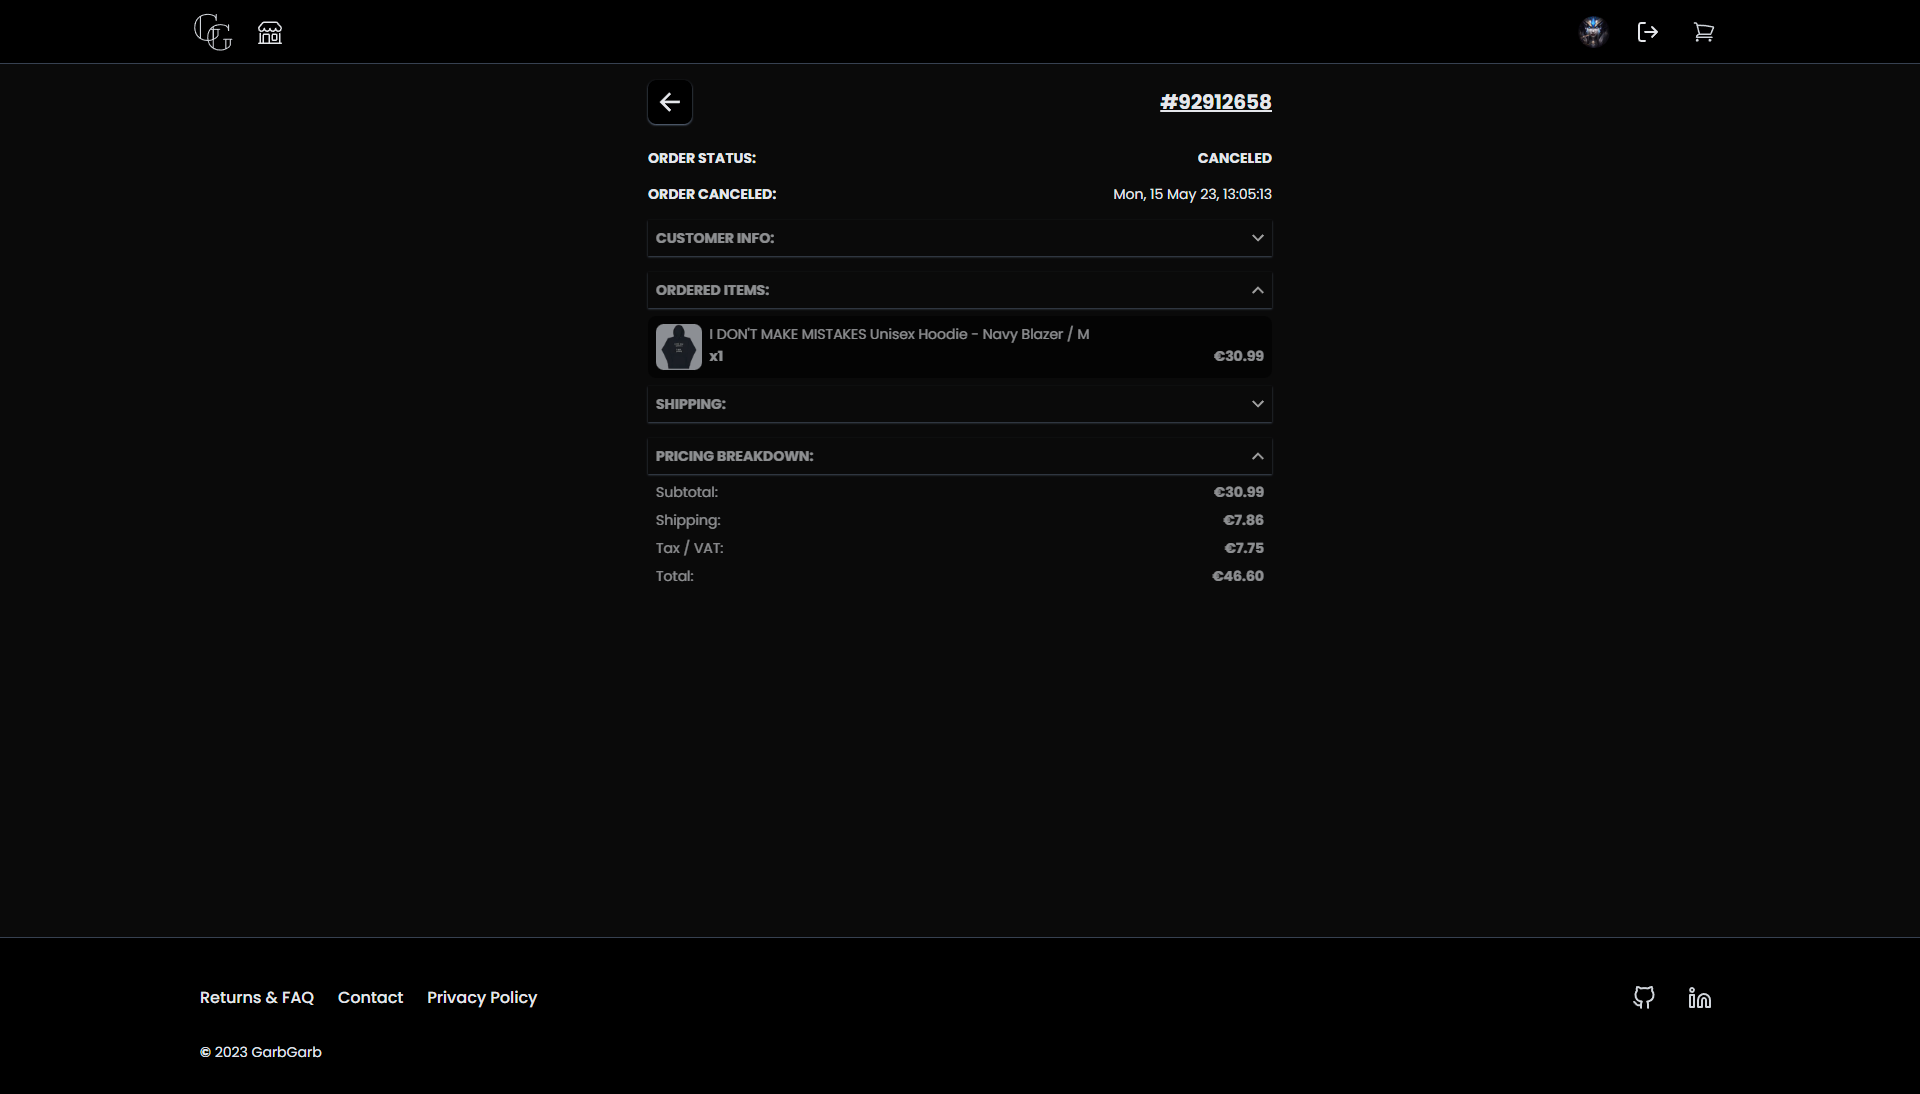 GG
#92912658
ORDER STATUS: CANCELED
ORDER CANCELED: Mon, 15 May 23, 13:05:13
CUSTOMER INFO:
ORDERED ITEMS:
I DON'T MAKE MISTAKES Unisex Hoodie - Navy Blazer / M
x1 €30.99
SHIPPING:
PRICING BREAKDOWN:
Subtotal: €30.99
Shipping: €7.86
Tax / VAT: €7.75
Total: €46.60
Returns & FAQ Contact Privacy Policy
© 2023 GarbGarb